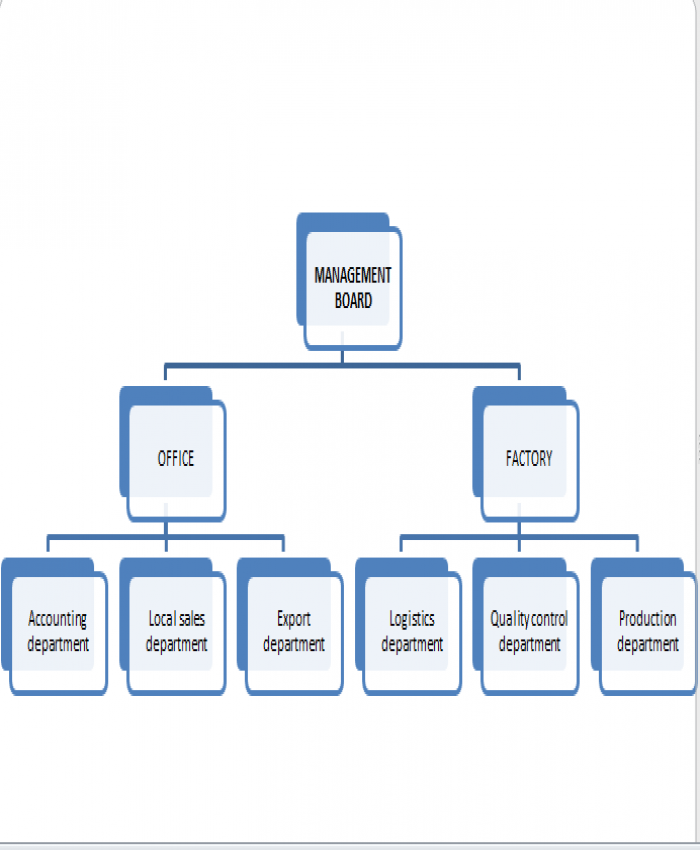 MANAGEMENT
BOARD
OFFICE
FACTORY
Accounting
department
Local sales
department
Export
department
Logistics
department
Quality control
department
Production
department